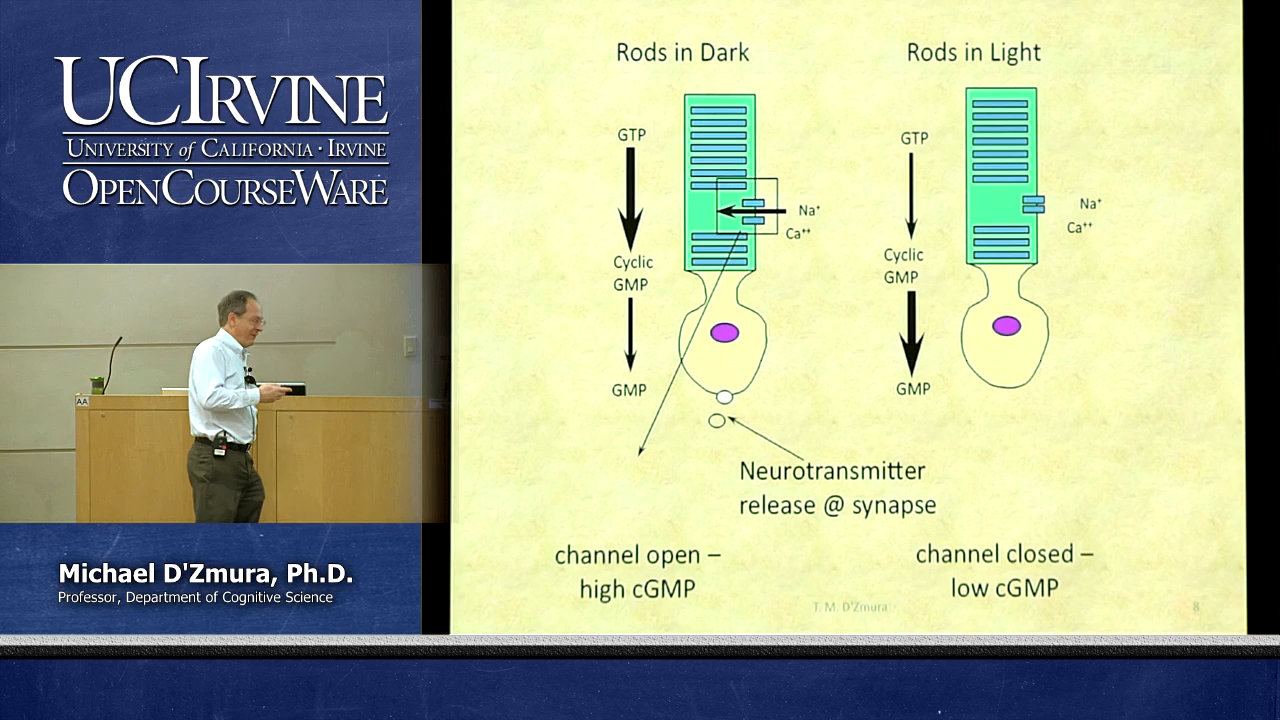 UCIRVINE
UNIVERSITY of CALIFORNIA · IRVINE
OPENCOURSEWARE
AA
Michael D'Zmura, Ph.D.
Professor, Department of Cognitive Science
Rods in Dark
Rods in Light
GTP
Cyclic
GMP
GMP
Na⁺
Ca⁺⁺
GTP
Cyclic
GMP
GMP
Na⁺
Ca⁺⁺
Neurotransmitter
release @ synapse
channel open –
high cGMP
channel closed –
low cGMP
T. M. D'Zmura
8